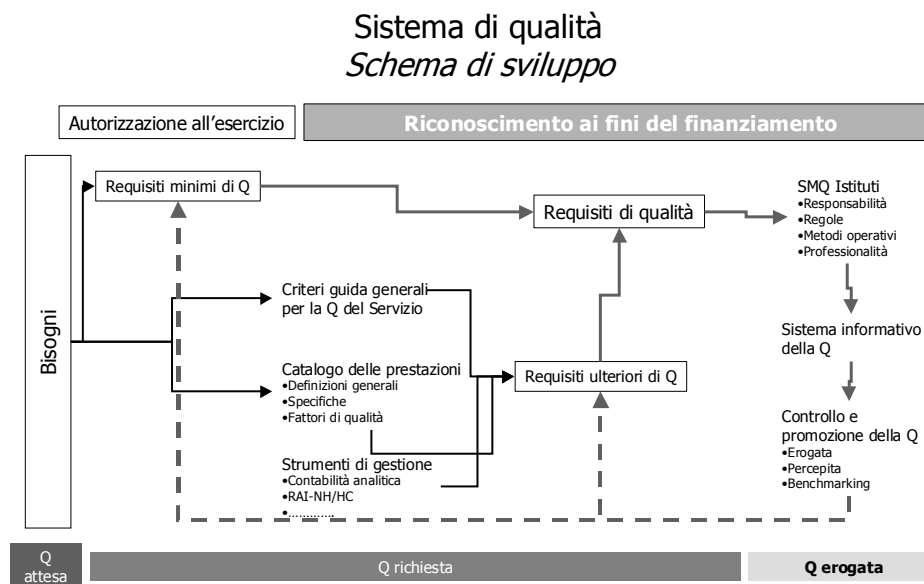 Sistema di qualità
Schema di sviluppo
Autorizzazione all'esercizio
Riconoscimento ai fini del finanziamento
Bisogni
Requisiti minimi di Q
Requisiti di qualità
SMQ Istituti
•Responsabilità
•Regole
•Metodi operativi
•Professionalità
Criteri guida generali
per la Q del Servizio
Sistema informativo
della Q
Catalogo delle prestazioni
•Definizioni generali
•Specifiche
•Fattori di qualità
Requisiti ulteriori di Q
Controllo e
promozione della Q
•Erogata
•Percepita
•Benchmarking
Strumenti di gestione
•Contabilità analitica
•RAI-NH/HC
•………….
Q
attesa
Q richiesta
Q erogata